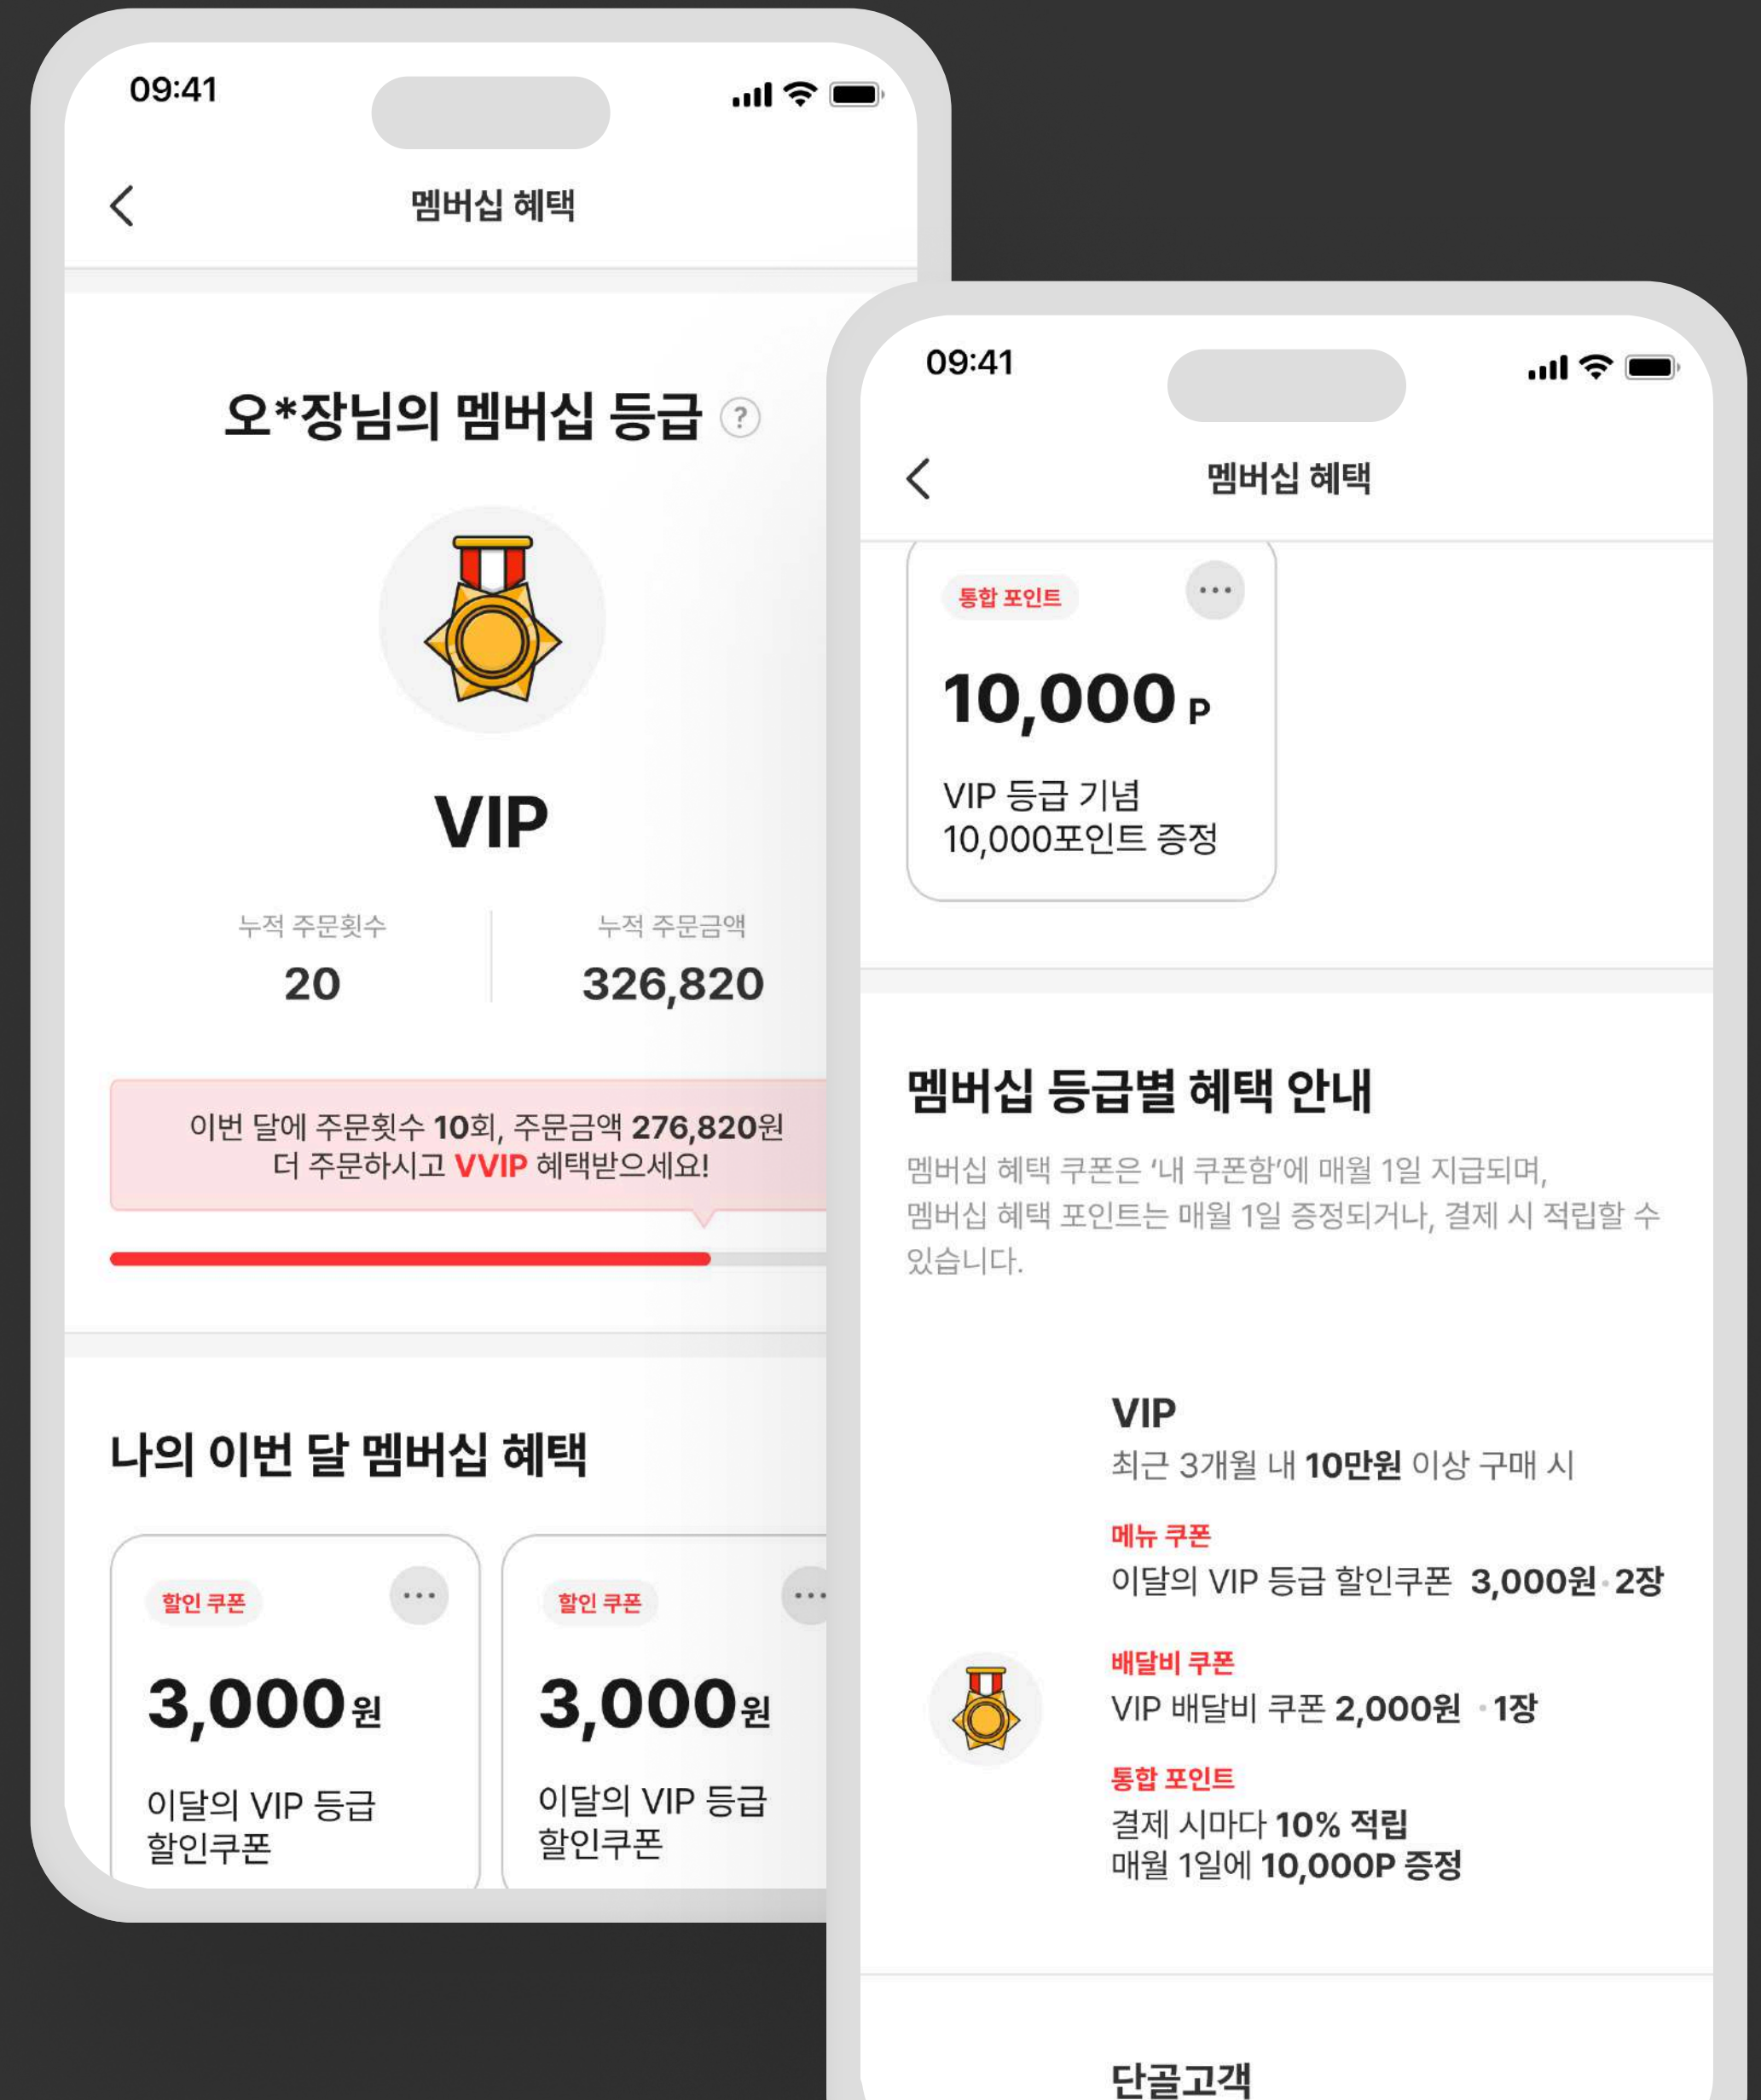 09:41
멤버십 혜택
오*장님의 멤버십 등급 ?
VIP
누적 주문횟수
20
누적 주문금액
326,820
이번 달에 주문횟수 10회, 주문금액 276,820원
더 주문하시고 VVIP 혜택받으세요!
나의 이번 달 멤버십 혜택
할인 쿠폰
3,000원
이달의 VIP 등급
할인쿠폰
할인 쿠폰
3,000원
이달의 VIP 등급
할인쿠폰
09:41
멤버십 혜택
통합 포인트
10,000 P
VIP 등급 기념
10,000포인트 증정
멤버십 등급별 혜택 안내
멤버십 혜택 쿠폰은 ‘내 쿠폰함’에 매월 1일 지급되며,
멤버십 혜택 포인트는 매월 1일 증정되거나, 결제 시 적립할 수
있습니다.
VIP
최근 3개월 내 10만원 이상 구매 시
메뉴 쿠폰
이달의 VIP 등급 할인쿠폰 3,000원·2장
배달비 쿠폰
VIP 배달비 쿠폰 2,000원 ·1장
통합 포인트
결제 시마다 10% 적립
매월 1일에 10,000P 증정
단골고객